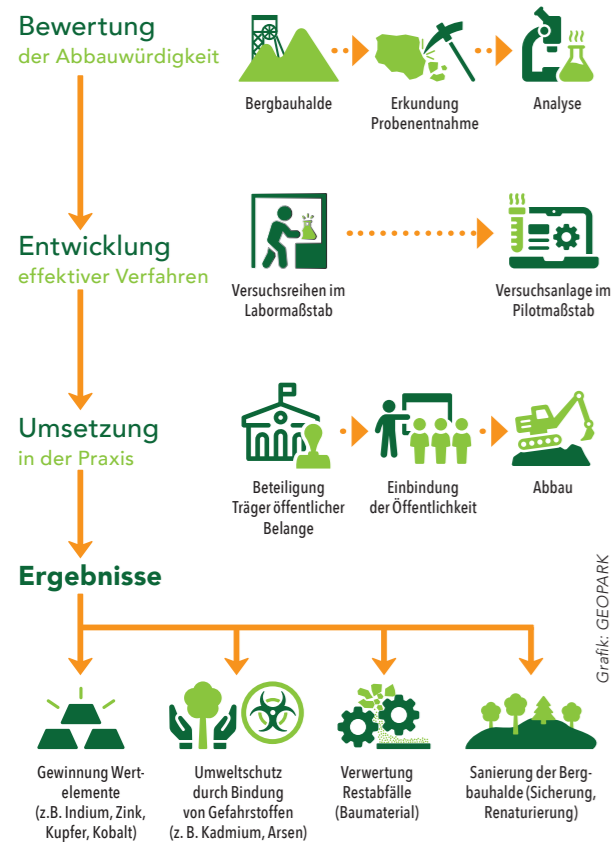 Bewertung
der Abbauwürdigkeit
Bergbauhalde
Erkundung
Probenentnahme
Analyse
Entwicklung
effektiver Verfahren
Versuchsreihen im
Labormaßstab
Versuchsanlage im
Pilotmaßstab
Umsetzung
in der Praxis
Beteiligung
Träger öffentlicher
Belange
Einbindung
der Öffentlichkeit
Abbau
Ergebnisse
Grafik: GEOPARK
Gewinnung Wert-
elemente
(z.B. Indium, Zink,
Kupfer, Kobalt)
Umweltschutz
durch Bindung
von Gefahrstoffen
(z. B. Kadmium, Arsen)
Verwertung
Restabfälle
(Baumaterial)
Sanierung der Berg-
bauhalde (Sicherung,
Renaturierung)